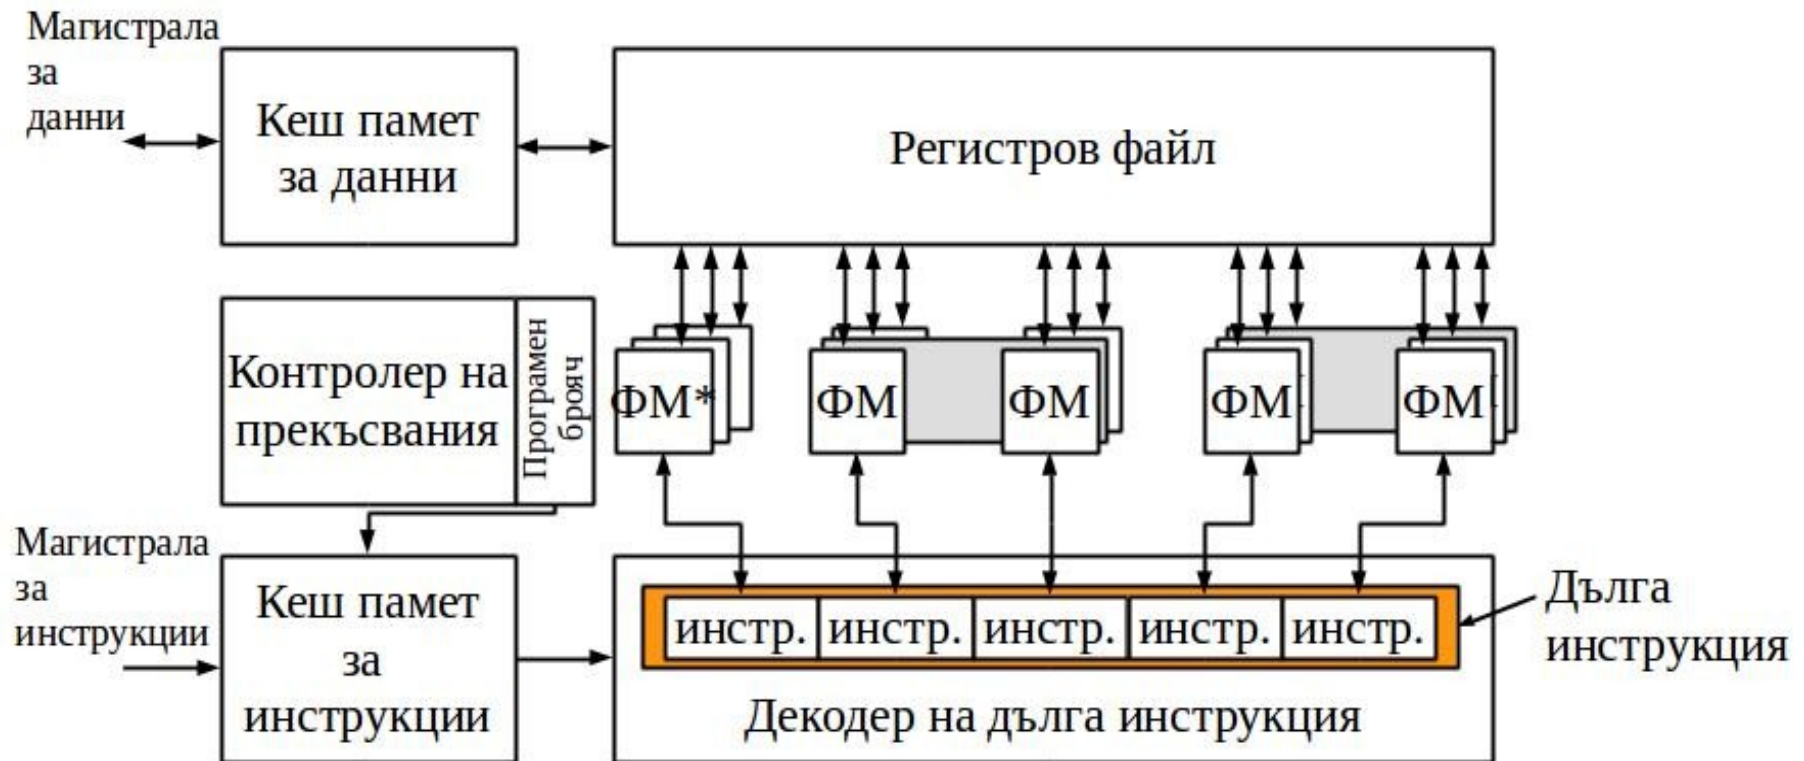 Магистрала
за
данни
Кеш памет
за данни
Регистров файл
Контролер на
прекъсвания
Програмен
брояч
ФМ*
ФМ
ФМ
ФМ
ФМ
Магистрала
за
инструкции
Кеш памет
за
инструкции
инстр.
инстр.
инстр.
инстр.
инстр.
Декодер на дълга инструкция
Дълга
инструкция